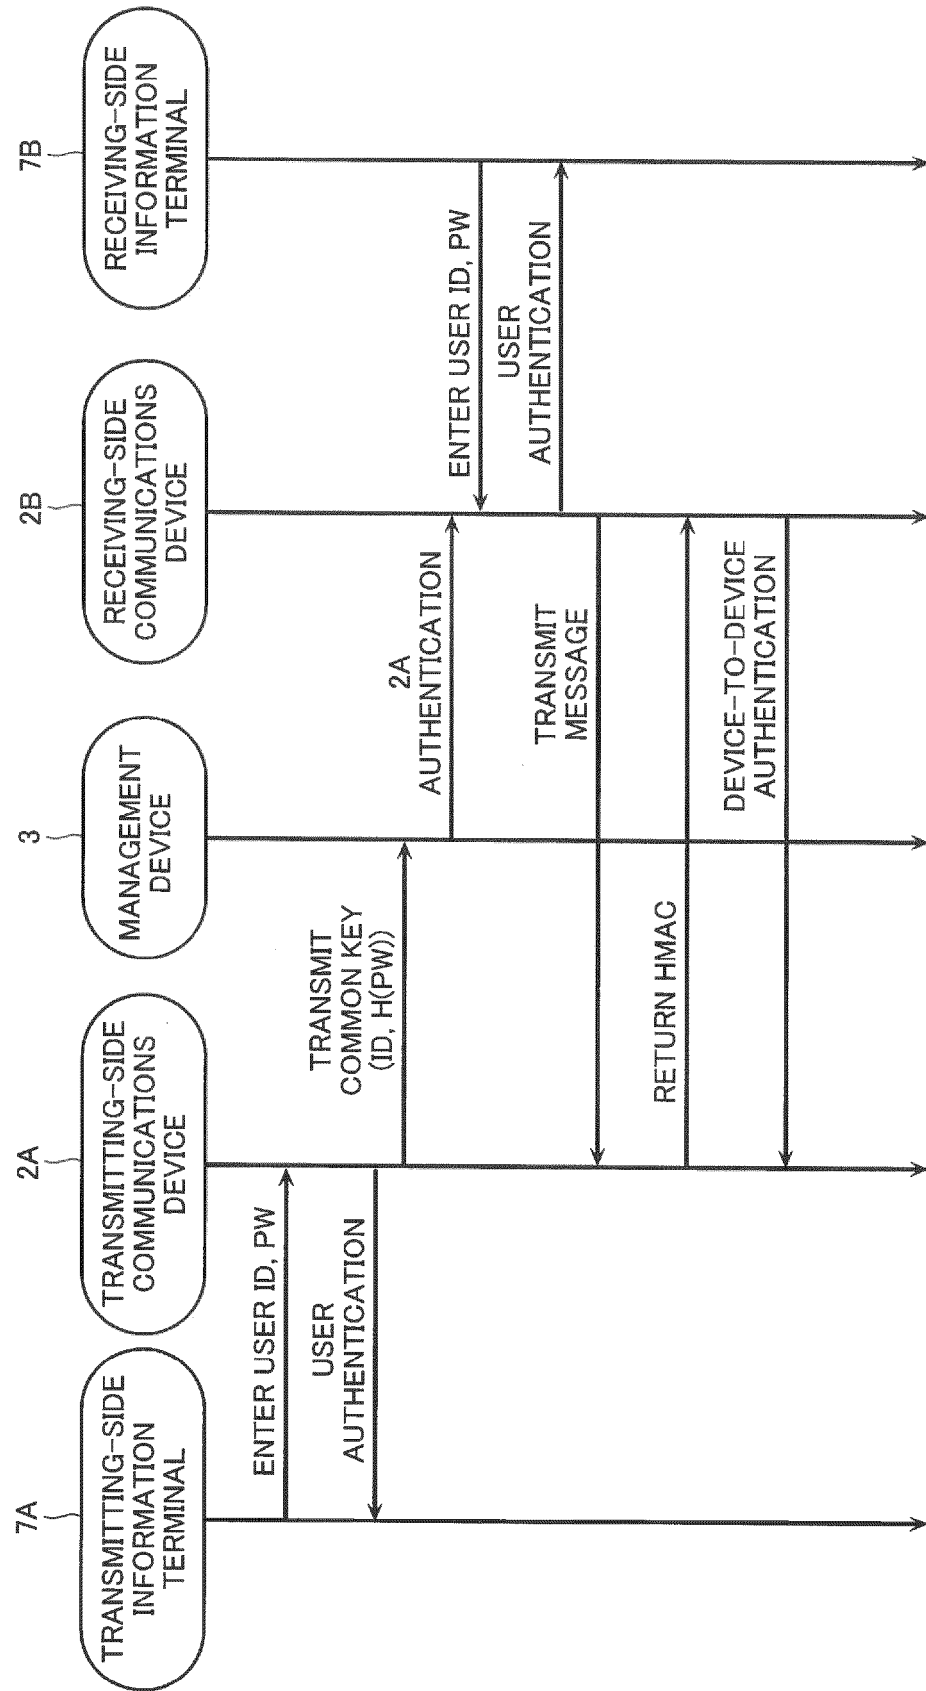 7A
TRANSMITTING-SIDE
INFORMATION
TERMINAL
2A
TRANSMITTING-SIDE
COMMUNICATIONS
DEVICE
3
MANAGEMENT
DEVICE
2B
RECEIVING-SIDE
COMMUNICATIONS
DEVICE
7B
RECEIVING-SIDE
INFORMATION
TERMINAL
ENTER USER ID, PW
USER
AUTHENTICATION
TRANSMIT
COMMON KEY
(ID, H(PW))
2A
AUTHENTICATION
ENTER USER ID, PW
USER
AUTHENTICATION
TRANSMIT
MESSAGE
RETURN HMAC
DEVICE-TO-DEVICE
AUTHENTICATION